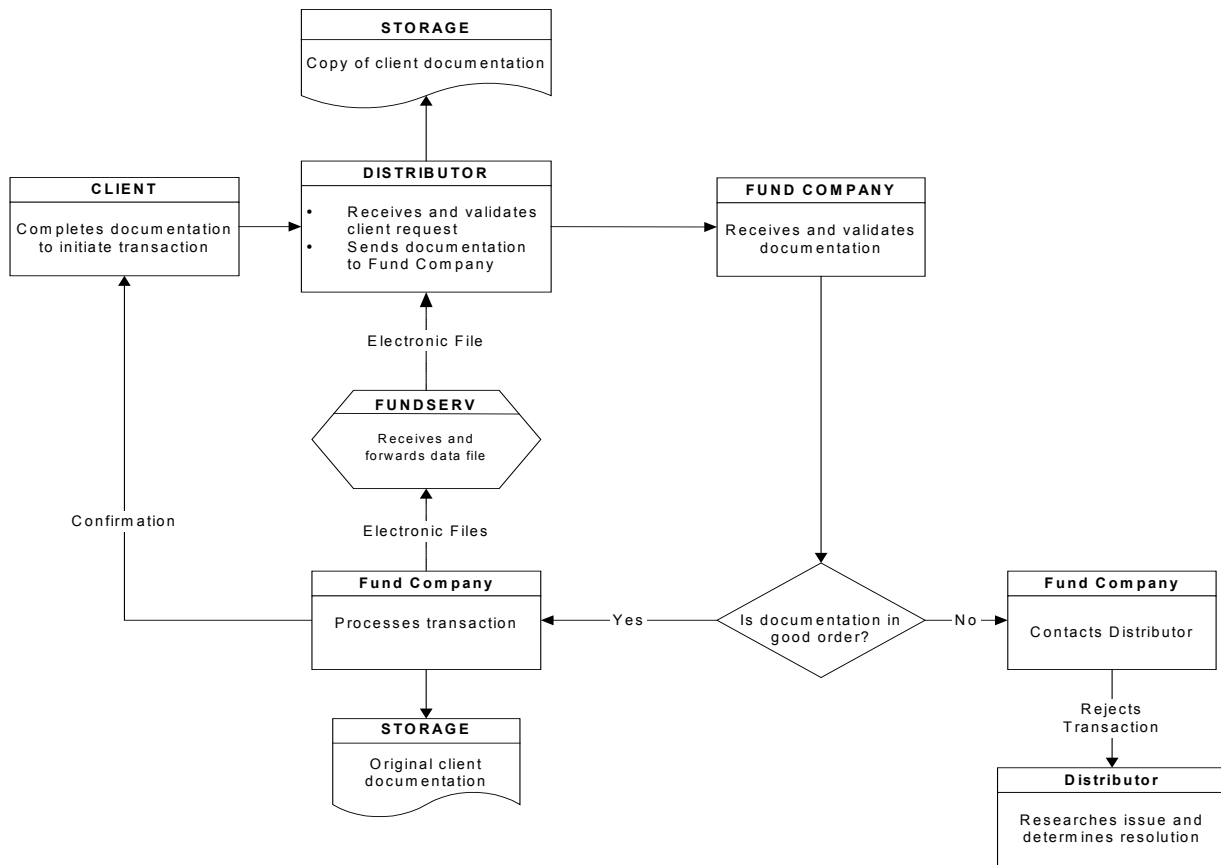 STORAGE
Copy of client documentation
CLIENT
Completes documentation
to initiate transaction
DISTRIBUTOR
• Receives and validates
client request
• Sends documentation
to Fund Company
FUND COMPANY
Receives and validates
documentation
Electronic File
FUNDSERV
Receives and
forwards data file
Confirmation
Electronic Files
Fund Company
Processes transaction
Yes
Is documentation in
good order?
No
Fund Company
Contacts Distributor
STORAGE
Original client
documentation
Rejects
Transaction
Distributor
Researches issue and
determines resolution